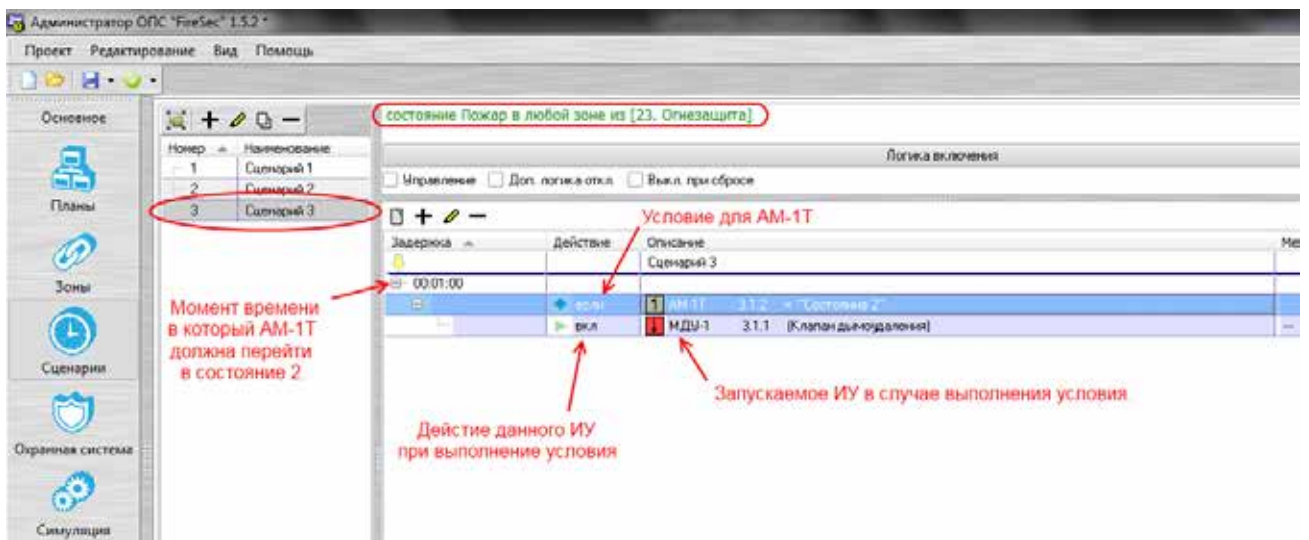 Администратор ОПС "FireSec" 1.5.2 *
Проект Редактирование Вид Помощь
Основное
Планы
Зоны
Сценарии
Охранная система
Симуляция
Номер Наименование
1 Сценарий 1
2 Сценарий 2
3 Сценарий 3
Момент времени
в который АМ-1Т
должна перейти
в состояние 2
состояние Пожар в любой зоне из [23. Огнезащита]
Логика включения
Управление Доп. логика откл. Выкл. при сбросе
Условие для АМ-1Т
Задержка Действие Описание
Сценарий 3
00:01:00
если 1 АМ-1Т 3.1.2 = "Состояние 2"
вкл МДУ-1 3.1.1 (Клапан дымоудаления)
Запускаемое ИУ в случае выполнения условия
Дейстие данного ИУ
при выполнение условия